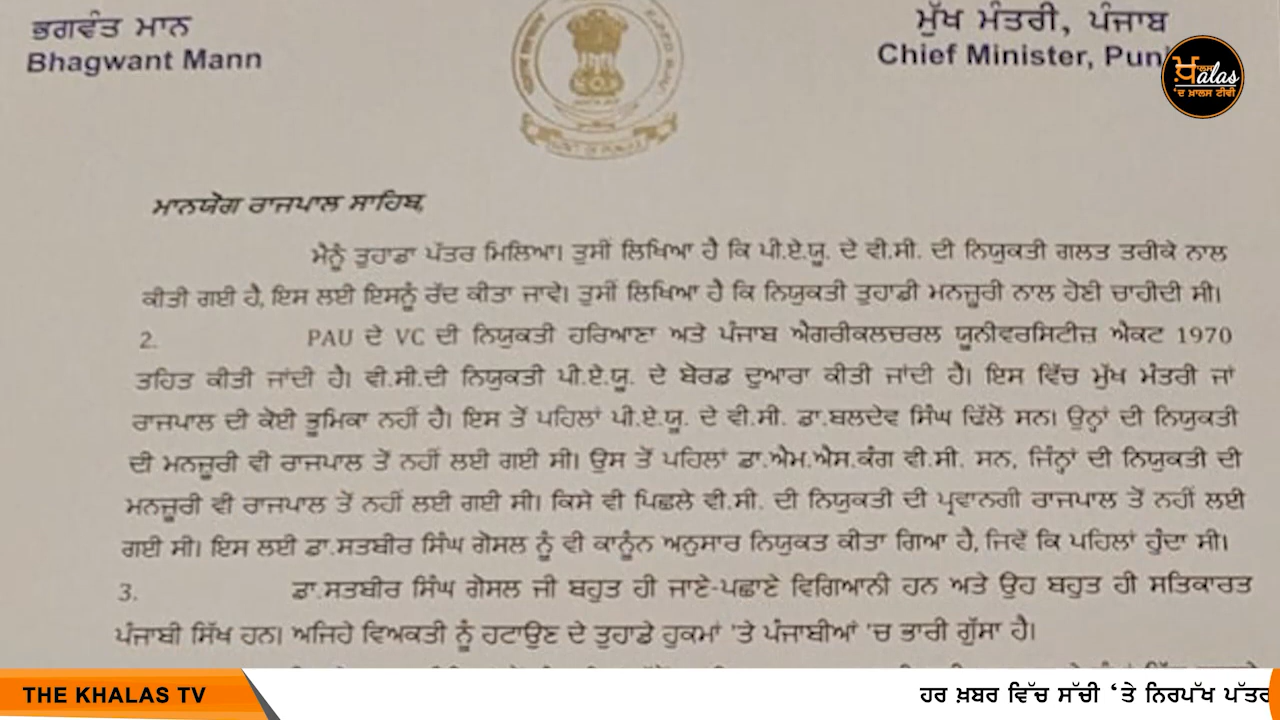 ਭਗਵੰਤ ਮਾਨ
Bhagwant Mann
ਮੁੱਖ ਮੰਤਰੀ, ਪੰਜਾਬ
Chief Minister, Pun
ਖ਼ਾਲਸ
alas
'ਦ ਖ਼ਾਲਸ ਟੀਵੀ
ਮਾਨਯੋਗ ਰਾਜਪਾਲ ਸਾਹਿਬ,
ਮੈਨੂੰ ਤੁਹਾਡਾ ਪੱਤਰ ਮਿਲਿਆ। ਤੁਸੀਂ ਲਿਖਿਆ ਹੈ ਕਿ ਪੀ.ਏ.ਯੂ. ਦੇ ਵੀ.ਸੀ. ਦੀ ਨਿਯੁਕਤੀ ਗਲਤ ਤਰੀਕੇ ਨਾਲ
ਕੀਤੀ ਗਈ ਹੈ, ਇਸ ਲਈ ਇਸਨੂੰ ਰੱਦ ਕੀਤਾ ਜਾਵੇ। ਤੁਸੀਂ ਲਿਖਿਆ ਹੈ ਕਿ ਨਿਯੁਕਤੀ ਤੁਹਾਡੀ ਮਨਜ਼ੂਰੀ ਨਾਲ ਹੋਣੀ ਚਾਹੀਦੀ ਸੀ।
2. PAU ਦੇ VC ਦੀ ਨਿਯੁਕਤੀ ਹਰਿਆਣਾ ਅਤੇ ਪੰਜਾਬ ਐਗਰੀਕਲਚਰਲ ਯੂਨੀਵਰਸਿਟੀਜ਼ ਐਕਟ 1970
ਤਹਿਤ ਕੀਤੀ ਜਾਂਦੀ ਹੈ। ਵੀ.ਸੀ.ਦੀ ਨਿਯੁਕਤੀ ਪੀ.ਏ.ਯੂ. ਦੇ ਬੋਰਡ ਦੁਆਰਾ ਕੀਤੀ ਜਾਂਦੀ ਹੈ। ਇਸ ਵਿੱਚ ਮੁੱਖ ਮੰਤਰੀ ਜਾਂ
ਰਾਜਪਾਲ ਦੀ ਕੋਈ ਭੂਮਿਕਾ ਨਹੀਂ ਹੈ। ਇਸ ਤੋਂ ਪਹਿਲਾਂ ਪੀ.ਏ.ਯੂ. ਦੇ ਵੀ.ਸੀ. ਡਾ.ਬਲਦੇਵ ਸਿੰਘ ਢਿੱਲੋਂ ਸਨ। ਉਨ੍ਹਾਂ ਦੀ ਨਿਯੁਕਤੀ
ਦੀ ਮਨਜ਼ੂਰੀ ਵੀ ਰਾਜਪਾਲ ਤੋਂ ਨਹੀਂ ਲਈ ਗਈ ਸੀ। ਉਸ ਤੋਂ ਪਹਿਲਾਂ ਡਾ.ਐਮ.ਐਸ.ਕੰਗ ਵੀ.ਸੀ. ਸਨ, ਜਿੰਨ੍ਹਾਂ ਦੀ ਨਿਯੁਕਤੀ ਦੀ
ਮਨਜ਼ੂਰੀ ਵੀ ਰਾਜਪਾਲ ਤੋਂ ਨਹੀਂ ਲਈ ਗਈ ਸੀ। ਕਿਸੇ ਵੀ ਪਿਛਲੇ ਵੀ.ਸੀ. ਦੀ ਨਿਯੁਕਤੀ ਦੀ ਪ੍ਰਵਾਨਗੀ ਰਾਜਪਾਲ ਤੋਂ ਨਹੀਂ ਲਈ
ਗਈ ਸੀ। ਇਸ ਲਈ ਡਾ.ਸਤਬੀਰ ਸਿੰਘ ਗੋਸਲ ਨੂੰ ਵੀ ਕਾਨੂੰਨ ਅਨੁਸਾਰ ਨਿਯੁਕਤ ਕੀਤਾ ਗਿਆ ਹੈ, ਜਿਵੇਂ ਕਿ ਪਹਿਲਾਂ ਹੁੰਦਾ ਸੀ।
3. ਡਾ.ਸਤਬੀਰ ਸਿੰਘ ਗੋਸਲ ਜੀ ਬਹੁਤ ਹੀ ਜਾਣੇ-ਪਛਾਣੇ ਵਿਗਿਆਨੀ ਹਨ ਅਤੇ ਉਹ ਬਹੁਤ ਹੀ ਸਤਿਕਾਰਤ
ਪੰਜਾਬੀ ਸਿੱਖ ਹਨ। ਅਜਿਹੇ ਵਿਅਕਤੀ ਨੂੰ ਹਟਾਉਣ ਦੇ ਤੁਹਾਡੇ ਹੁਕਮਾਂ 'ਤੇ ਪੰਜਾਬੀਆਂ 'ਚ ਭਾਰੀ ਗੁੱਸਾ ਹੈ।
THE KHALAS TV
ਹਰ ਖ਼ਬਰ ਵਿੱਚ ਸੱਚੀ 'ਤੇ ਨਿਰਪੱਖ ਪੱਤਰ